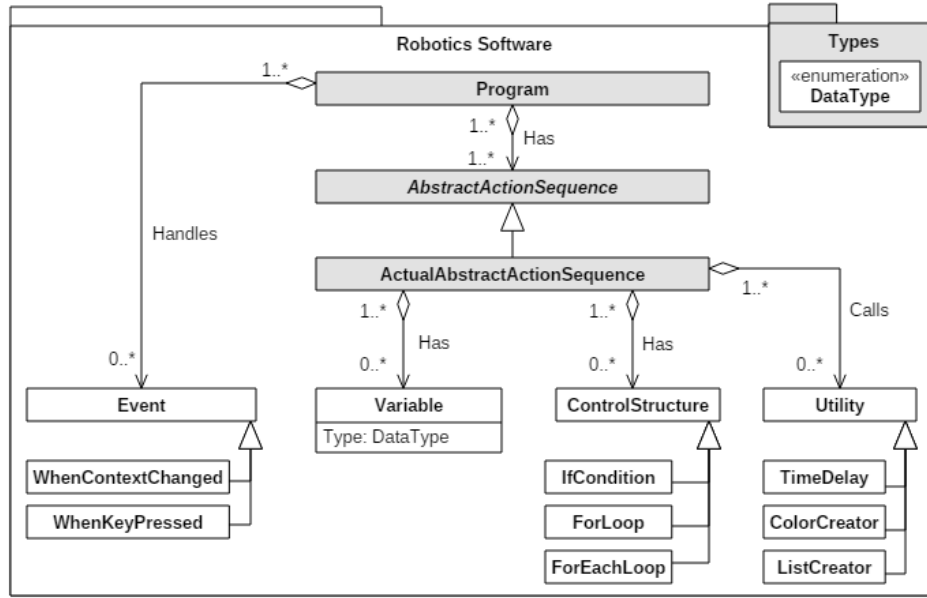 Robotics Software
Types
«enumeration»
DataType
1..*
Program
1..*
Has
1..*
AbstractActionSequence
Handles
ActualAbstractActionSequence
1..*
1..*
1..*
Calls
Has
Has
0..*
0..*
0..*
0..*
Event
Variable
Type: DataType
ControlStructure
Utility
WhenContextChanged
WhenKeyPressed
IfCondition
ForLoop
ForEachLoop
TimeDelay
ColorCreator
ListCreator